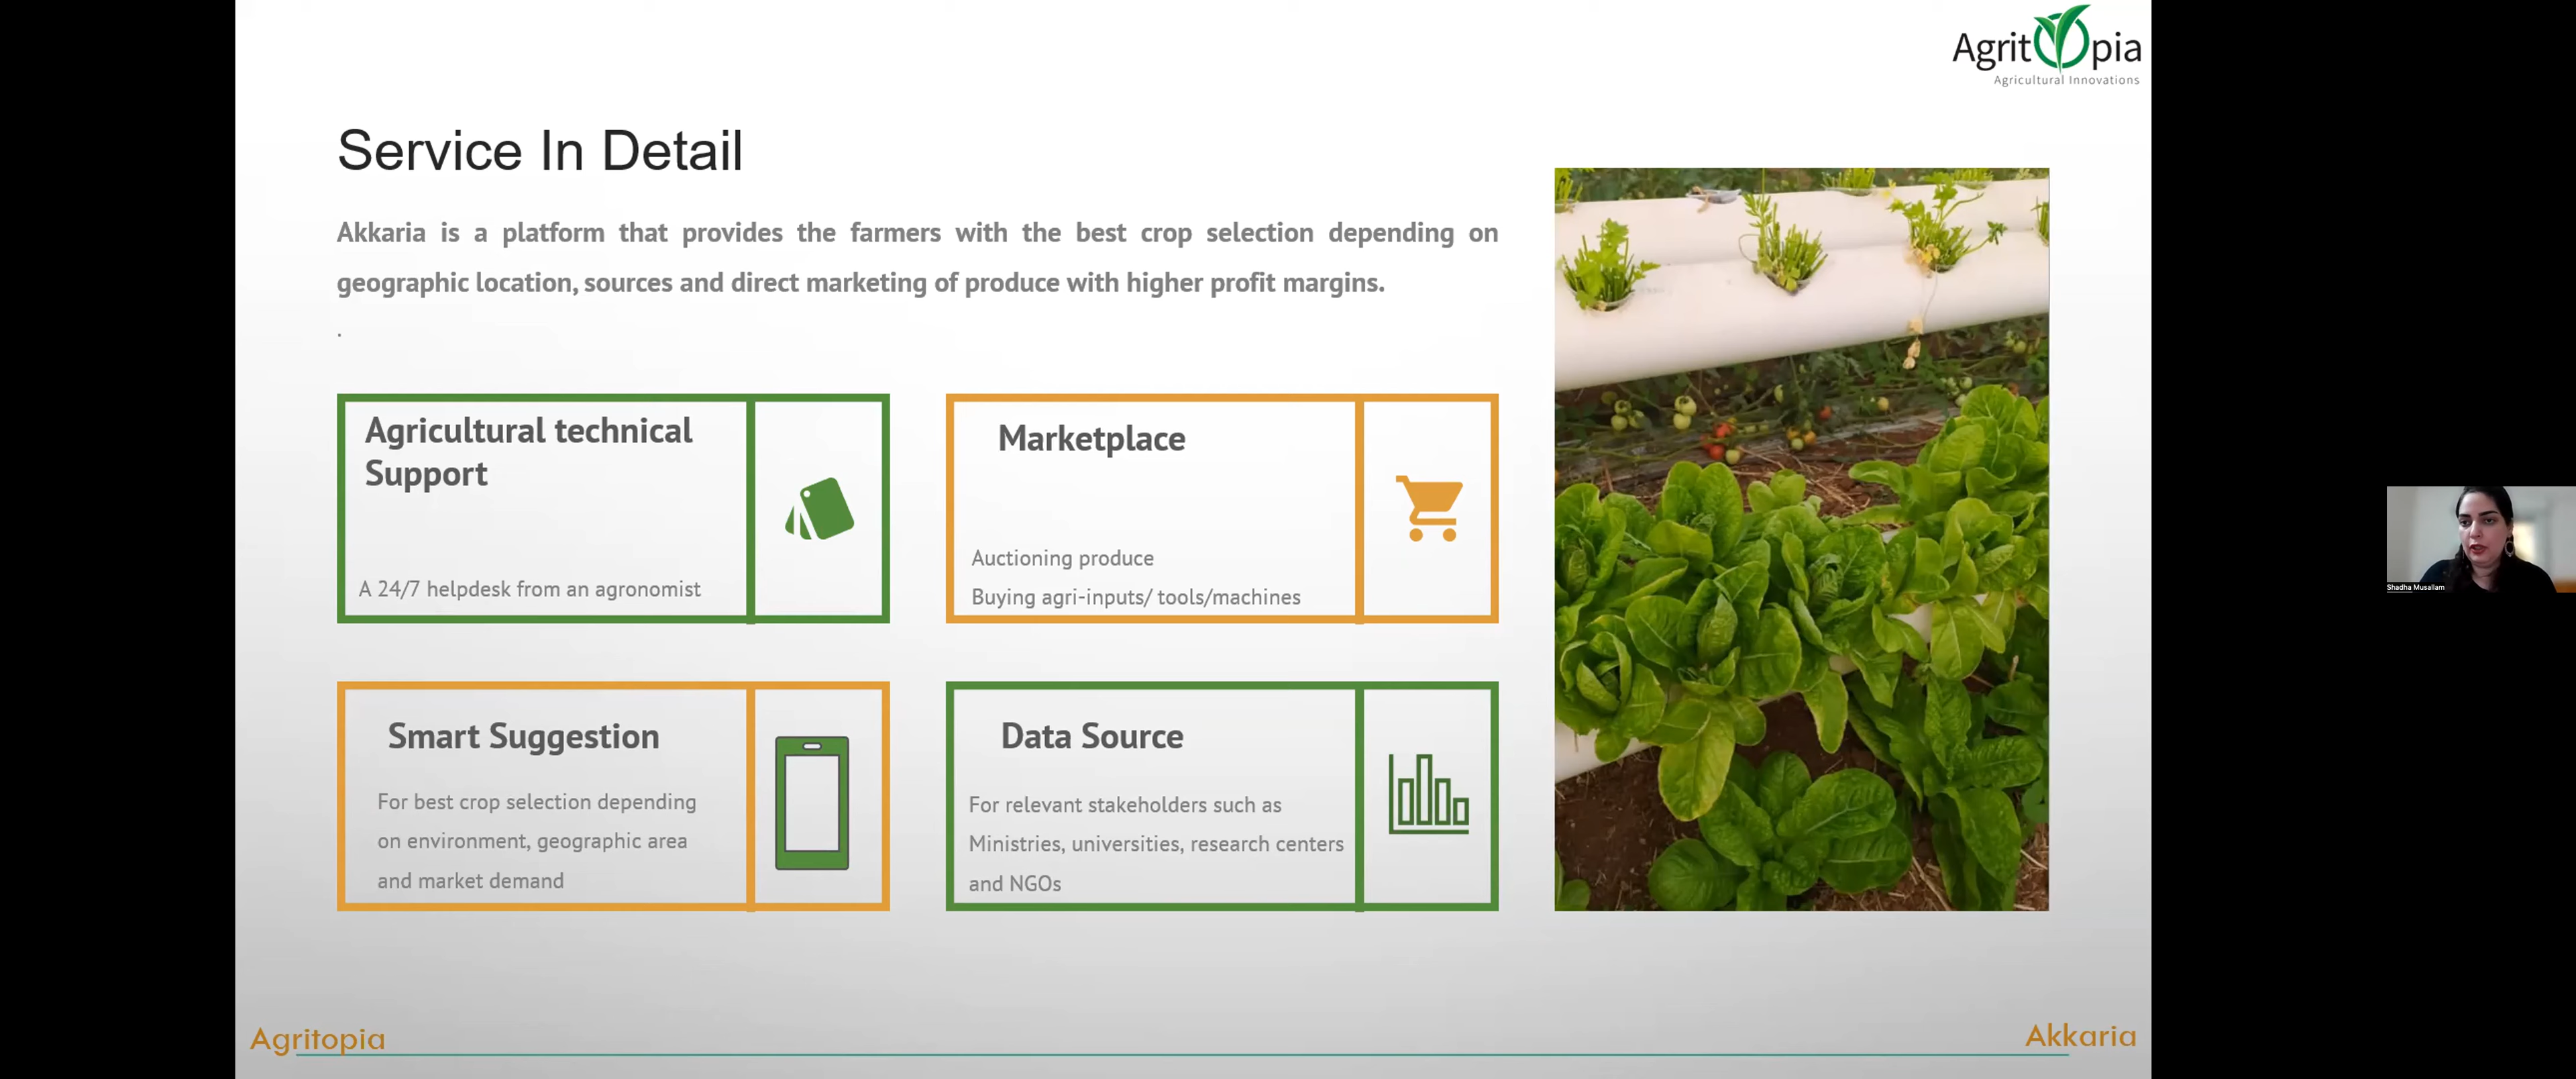 Agritopia
Agricultural Innovations
Service In Detail
Akkaria is a platform that provides the farmers with the best crop selection depending on
geographic location, sources and direct marketing of produce with higher profit margins.
.
Agricultural technical
Support
A 24/7 helpdesk from an agronomist
Marketplace
Auctioning produce
Buying agri-inputs/ tools/machines
Smart Suggestion
For best crop selection depending
on environment, geographic area
and market demand
Data Source
For relevant stakeholders such as
Ministries, universities, research centers
and NGOs
Shadha Musallam
Agritopia
Akkaria